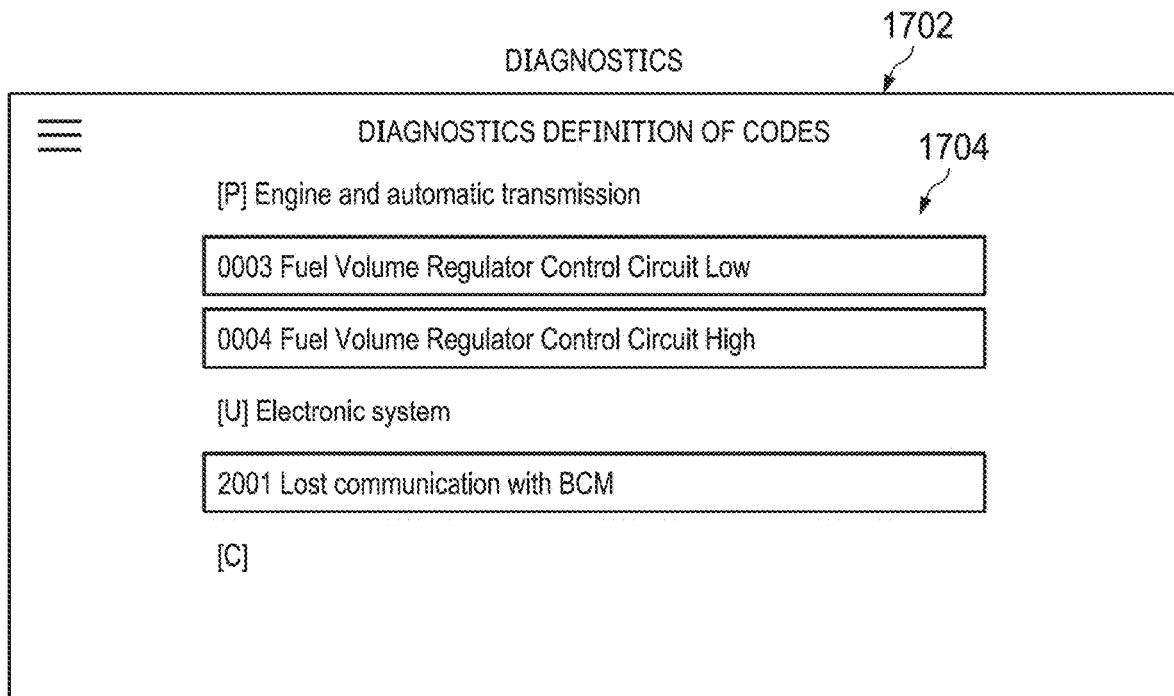 1702
DIAGNOSTICS
DIAGNOSTICS DEFINITION OF CODES
1704
[P] Engine and automatic transmission
0003 Fuel Volume Regulator Control Circuit Low
0004 Fuel Volume Regulator Control Circuit High
[U] Electronic system
2001 Lost communication with BCM
[C]